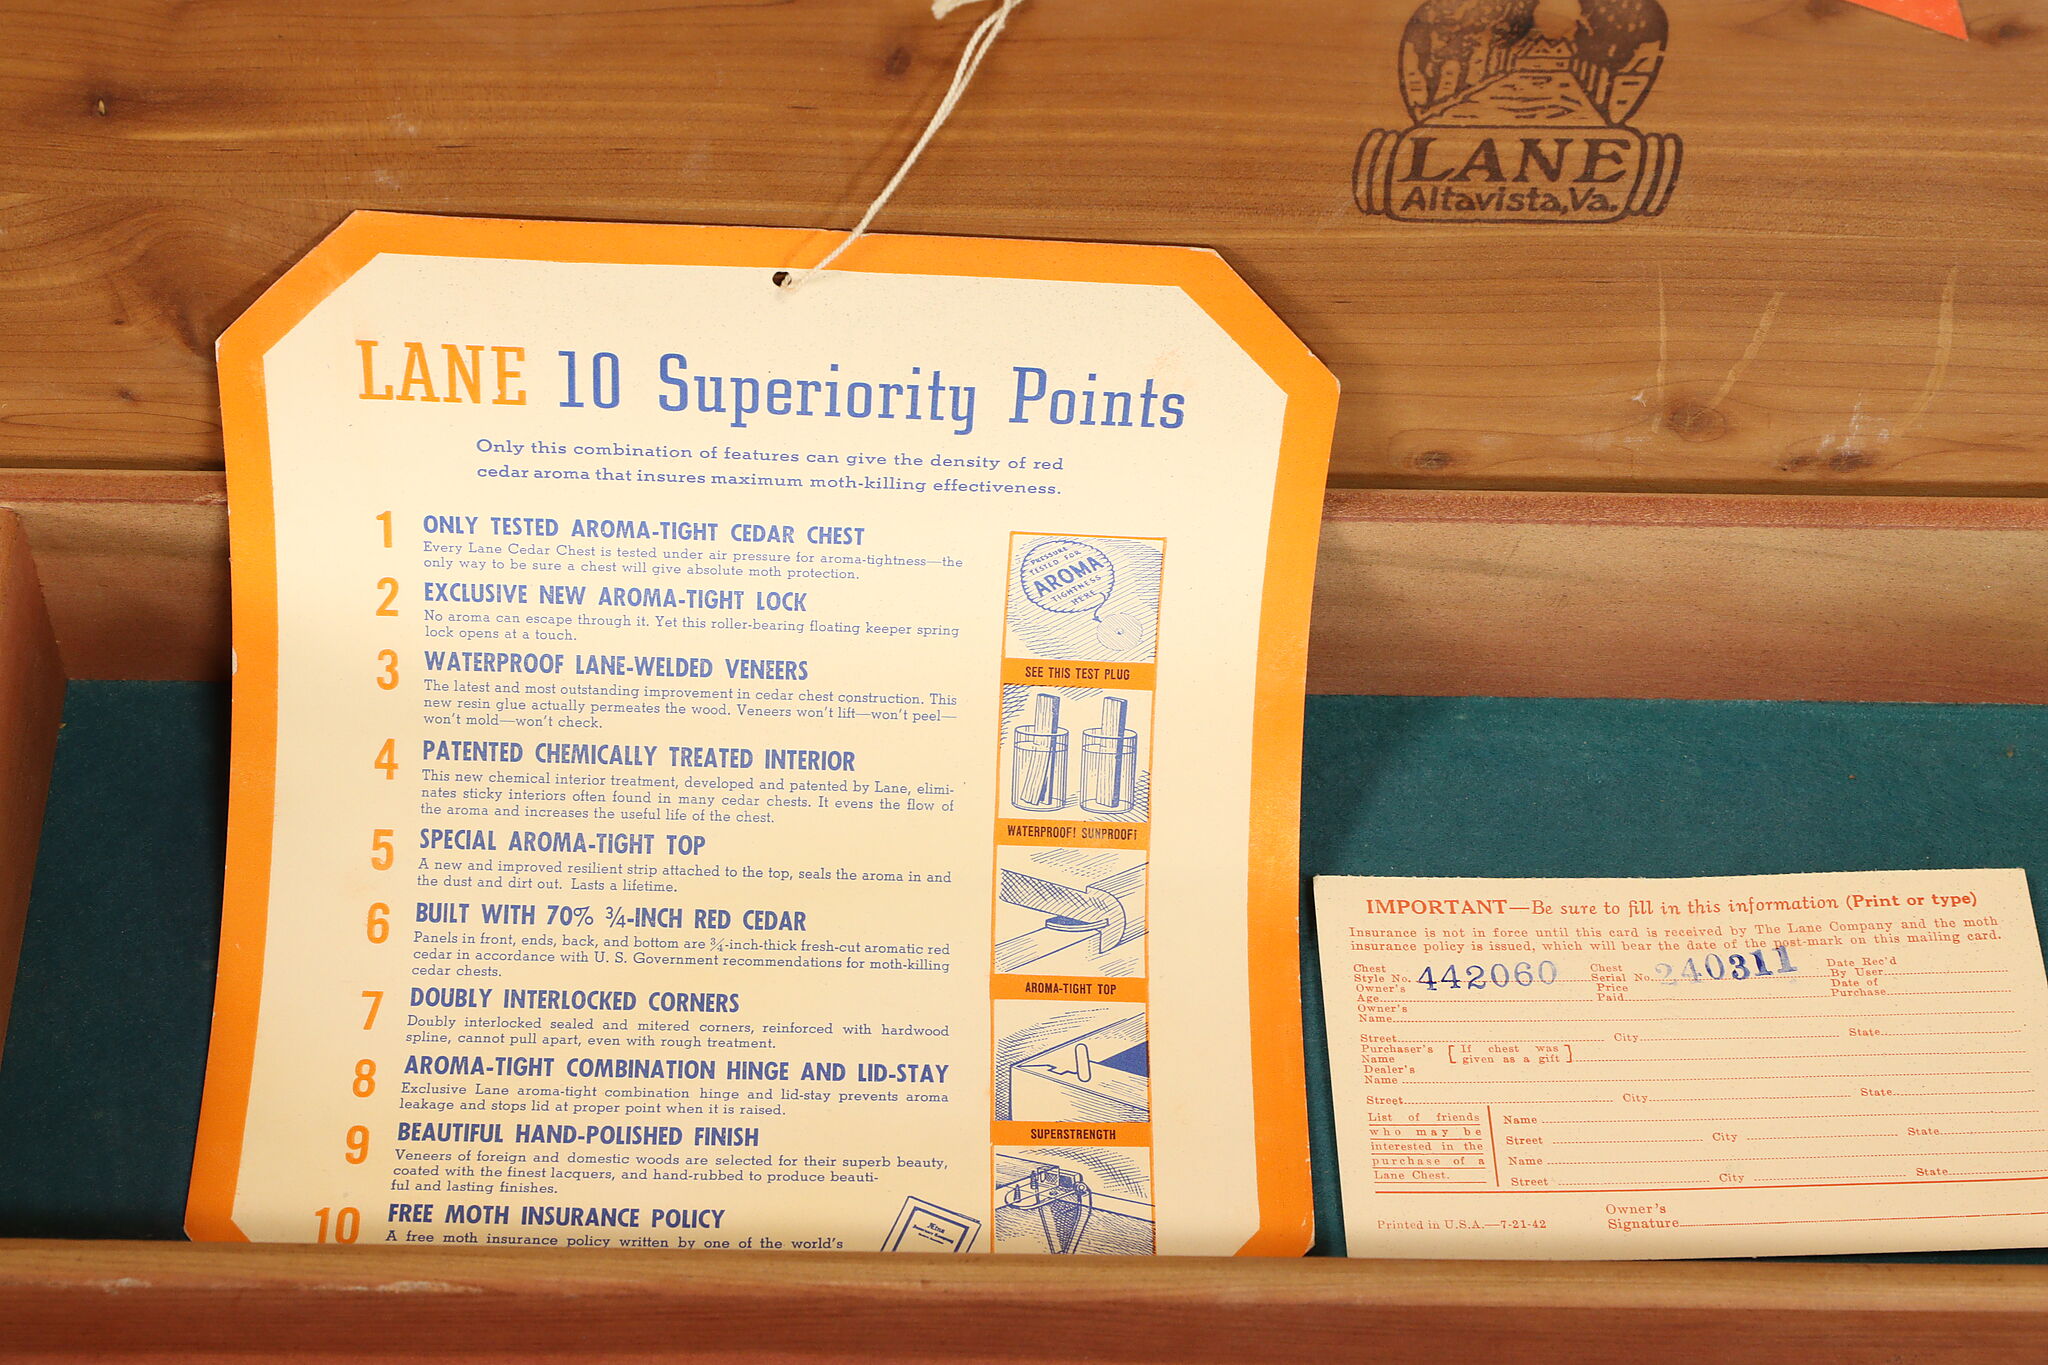 LANE
Altavista, Va.
LANE 10 Superiority Points
Only this combination of features can give the density of red
cedar aroma that insures maximum moth-killing effectiveness.
1 ONLY TESTED AROMA-TIGHT CEDAR CHEST
Every Lane Cedar Chest is tested under air pressure for aroma-tightness—the
only way to be sure a chest will give absolute moth protection.
2 EXCLUSIVE NEW AROMA-TIGHT LOCK
No aroma can escape through it. Yet this roller-bearing floating keeper spring
lock opens at a touch.
3 WATERPROOF LANE-WELDED VENEERS
The latest and most outstanding improvement in cedar chest construction. This
new resin glue actually permeates the wood. Veneers won't lift—won't peel—
won't mold—won't check.
4 PATENTED CHEMICALLY TREATED INTERIOR
This new chemical interior treatment, developed and patented by Lane, elimi-
nates sticky interiors often found in many cedar chests. It evens the flow of
the aroma and increases the useful life of the chest.
5 SPECIAL AROMA-TIGHT TOP
A new and improved resilient strip attached to the top, seals the aroma in and
the dust and dirt out. Lasts a lifetime.
6 BUILT WITH 70% ¾-INCH RED CEDAR
Panels in front, ends, back, and bottom are ¾-inch-thick fresh-cut aromatic red
cedar in accordance with U. S. Government recommendations for moth-killing
cedar chests.
7 DOUBLY INTERLOCKED CORNERS
Doubly interlocked sealed and mitered corners, reinforced with hardwood
spline, cannot pull apart, even with rough treatment.
8 AROMA-TIGHT COMBINATION HINGE AND LID-STAY
Exclusive Lane aroma-tight combination hinge and lid-stay prevents aroma
leakage and stops lid at proper point when it is raised.
9 BEAUTIFUL HAND-POLISHED FINISH
Veneers of foreign and domestic woods are selected for their superb beauty,
coated with the finest lacquers, and hand-rubbed to produce beauti-
ful and lasting finishes.
10 FREE MOTH INSURANCE POLICY
A free moth insurance policy written by one of the world's
PRESSURE
TESTED FOR
AROMA
TIGHTNESS
HERE
SEE THIS TEST PLUG
WATERPROOF! SUNPROOF!
AROMA-TIGHT TOP
SUPERSTRENGTH
IMPORTANT—Be sure to fill in this information (Print or type)
Insurance is not in force until this card is received by The Lane Company and the moth
insurance policy is issued, which will bear the date of the post-mark on this mailing card.
Chest Style No. 442060 Chest Serial No. 240311 Date Rec'd By User
Owner's Age Price Paid Date of Purchase
Owner's Name
Street City State
Purchaser's Name [If chest was given as a gift]
Dealer's Name
Street City State
List of friends
who may be
interested in the
purchase of a
Lane Chest.
Name
Street City State
Name
Street City State
Printed in U.S.A.—7-21-42
Owner's
Signature